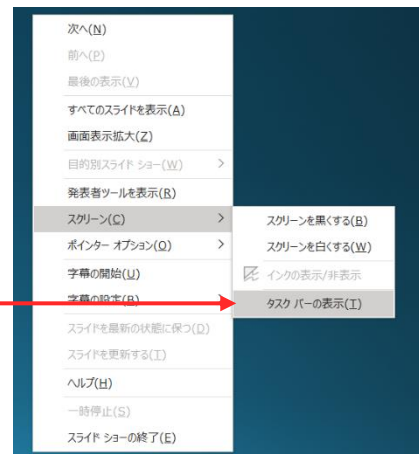 次へ(N)
前へ(P)
最後の表示(V)
すべてのスライドを表示(A)
画面表示拡大(Z)
目的別スライド ショー(W)
発表者ツールを表示(R)
スクリーン(C)
ポインター オプション(O)
字幕の開始(U)
字幕の設定(B)
スライドを最新の状態に保つ(D)
スライドを更新する(T)
ヘルプ(H)
一時停止(S)
スライド ショーの終了(E)
スクリーンを黒くする(B)
スクリーンを白くする(W)
インクの表示/非表示
タスク バーの表示(T)